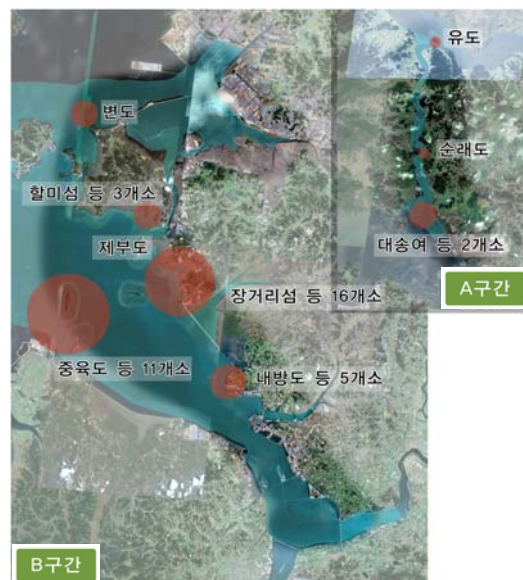 유도
변도
순래도
할미섬 등 3개소
대송여 등 2개소
제부도
A구간
장거리섬 등 16개소
중육도 등 11개소
내방도 등 5개소
B구간